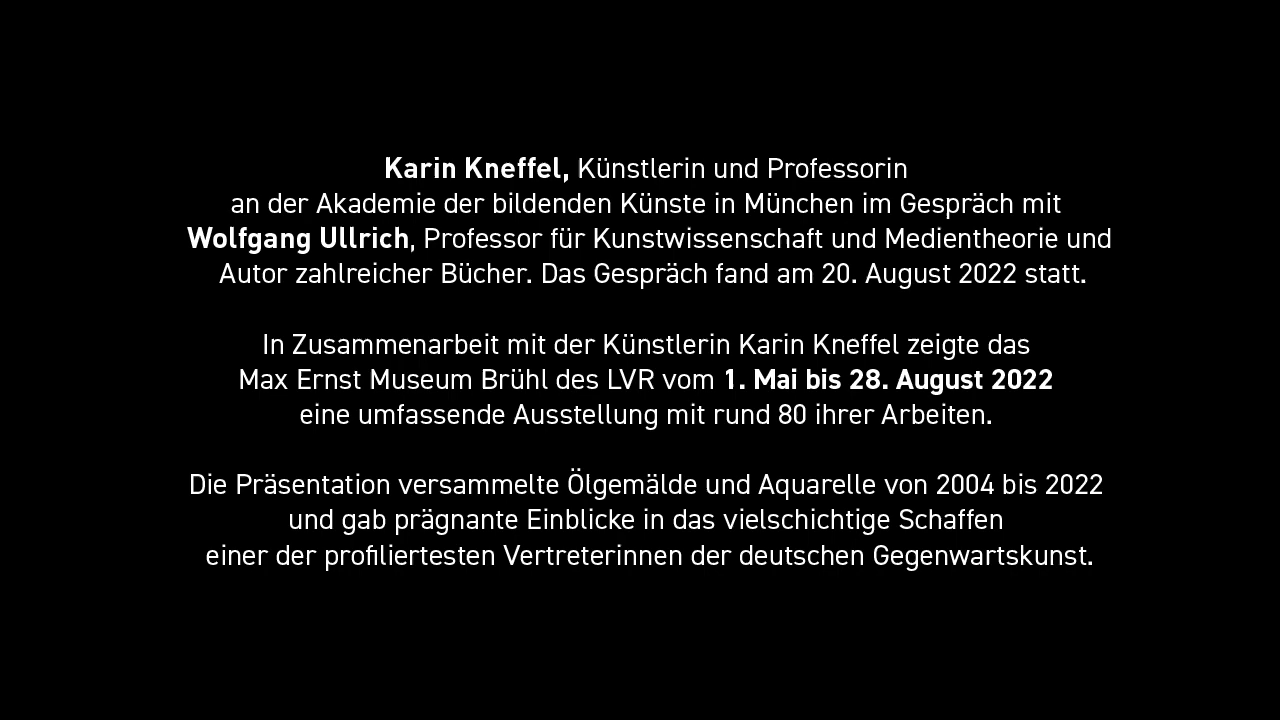 Karin Kneffel, Künstlerin und Professorin
an der Akademie der bildenden Künste in München im Gespräch mit
Wolfgang Ullrich, Professor für Kunstwissenschaft und Medientheorie und
Autor zahlreicher Bücher. Das Gespräch fand am 20. August 2022 statt.
In Zusammenarbeit mit der Künstlerin Karin Kneffel zeigte das
Max Ernst Museum Brühl des LVR vom 1. Mai bis 28. August 2022
eine umfassende Ausstellung mit rund 80 ihrer Arbeiten.
Die Präsentation versammelte Ölgemälde und Aquarelle von 2004 bis 2022
und gab prägnante Einblicke in das vielschichtige Schaffen
einer der profiliertesten Vertreterinnen der deutschen Gegenwartskunst.